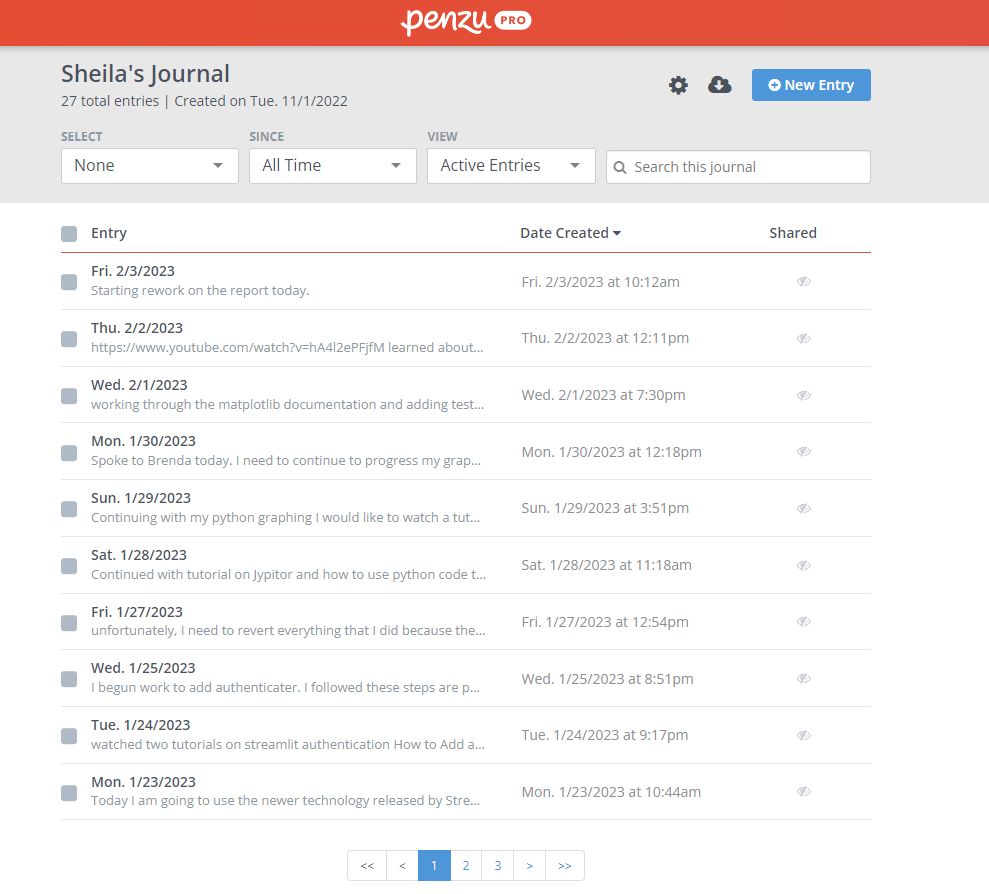 penzu PRO
Sheila's Journal
27 total entries | Created on Tue. 11/1/2022
New Entry
SELECT SINCE VIEW
None All Time Active Entries Search this journal
Entry Date Created Shared
Fri. 2/3/2023
Starting rework on the report today.
Fri. 2/3/2023 at 10:12am
Thu. 2/2/2023
https://www.youtube.com/watch?v=hA4l2ePFjfM learned about...
Thu. 2/2/2023 at 12:11pm
Wed. 2/1/2023
working through the matplotlib documentation and adding test...
Wed. 2/1/2023 at 7:30pm
Mon. 1/30/2023
Spoke to Brenda today. I need to continue to progress my grap...
Mon. 1/30/2023 at 12:18pm
Sun. 1/29/2023
Continuing with my python graphing I would like to watch a tut...
Sun. 1/29/2023 at 3:51pm
Sat. 1/28/2023
Continued with tutorial on Jypitor and how to use python code t...
Sat. 1/28/2023 at 11:18am
Fri. 1/27/2023
unfortunately, I need to revert everything that I did because the...
Fri. 1/27/2023 at 12:54pm
Wed. 1/25/2023
I begun work to add authenticater. I followed these steps are p...
Wed. 1/25/2023 at 8:51pm
Tue. 1/24/2023
watched two tutorials on streamlit authentication How to Add a...
Tue. 1/24/2023 at 9:17pm
Mon. 1/23/2023
Today I am going to use the newer technology released by Stre...
Mon. 1/23/2023 at 10:44am
<< < 1 2 3 > >>